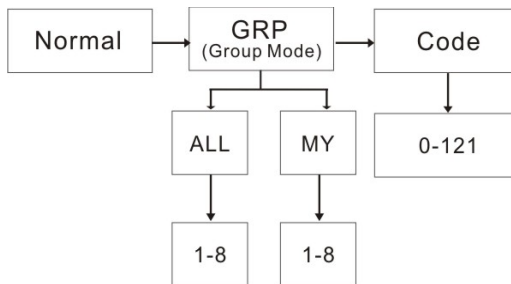 Normal
GRP
(Group Mode)
Code
ALL
MY
0-121
1-8
1-8